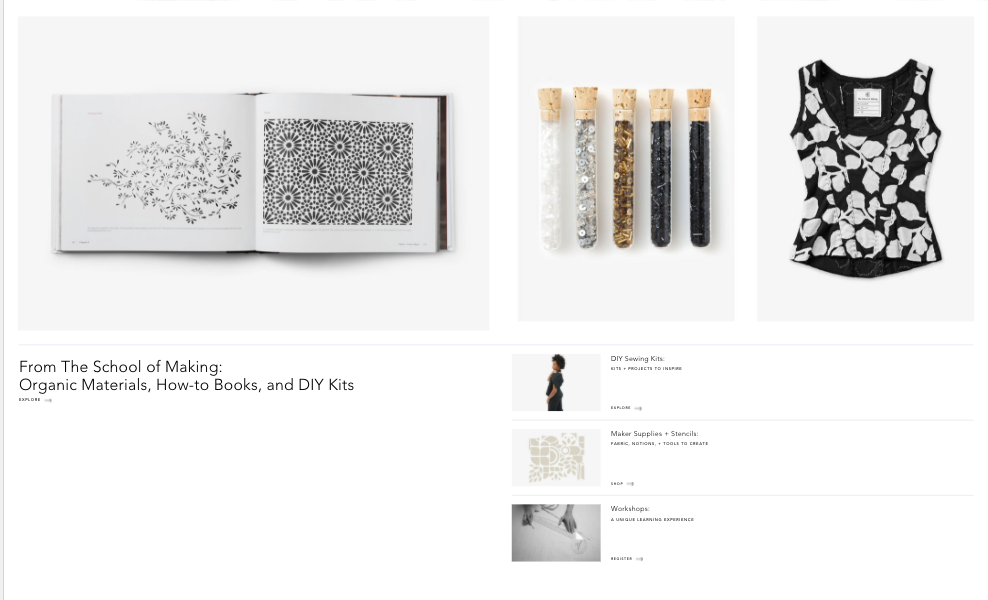 From The School of Making:
Organic Materials, How-to Books, and DIY Kits
EXPLORE
DIY Sewing Kits:
KITS + PROJECTS TO INSPIRE
EXPLORE
Maker Supplies + Stencils:
FABRIC, NOTIONS, + TOOLS TO CREATE
SHOP
Workshops:
A UNIQUE LEARNING EXPERIENCE
REGISTER